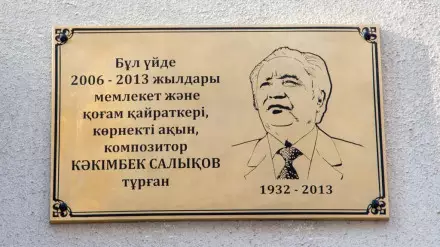 Бұл үйде
2006 - 2013 жылдары
мемлекет және
қоғам қайраткері,
көрнекті ақын,
композитор
КӘКІМБЕК САЛЫҚОВ
тұрған
1932 - 2013